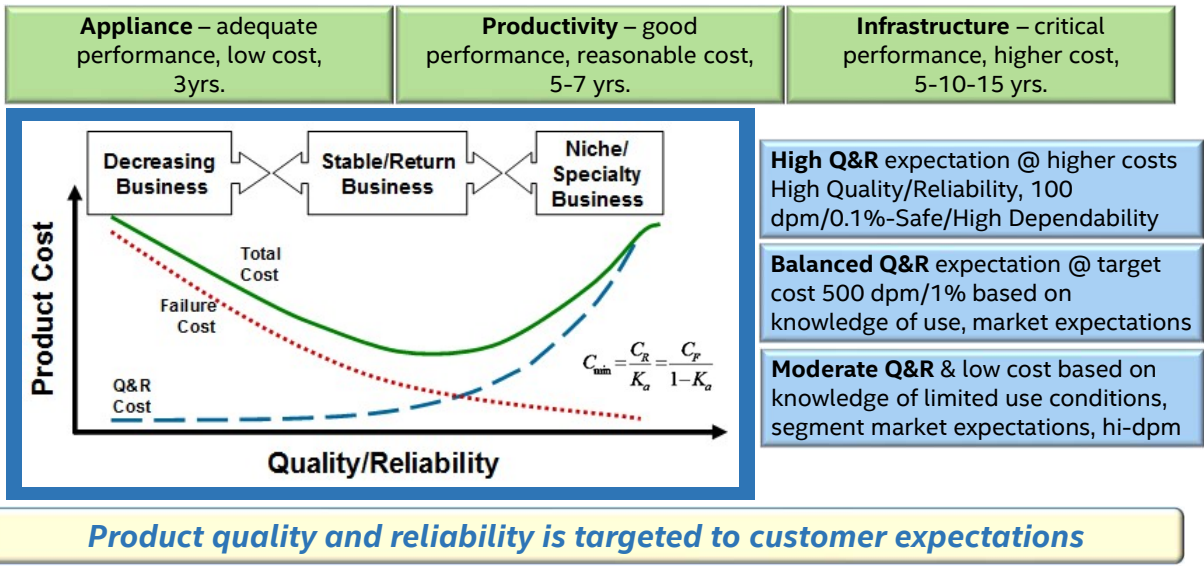 Appliance – adequate
performance, low cost,
3yrs.
Productivity – good
performance, reasonable cost,
5-7 yrs.
Infrastructure – critical
performance, higher cost,
5-10-15 yrs.
Decreasing
Business
Stable/Return
Business
Niche/
Specialty
Business
Product Cost
Total
Cost
Failure
Cost
Q&R
Cost
C_min = C_R / K_a = C_F / 1-K_a
Quality/Reliability
High Q&R expectation @ higher costs
High Quality/Reliability, 100
dpm/0.1%-Safe/High Dependability
Balanced Q&R expectation @ target
cost 500 dpm/1% based on
knowledge of use, market expectations
Moderate Q&R & low cost based on
knowledge of limited use conditions,
segment market expectations, hi-dpm
Product quality and reliability is targeted to customer expectations